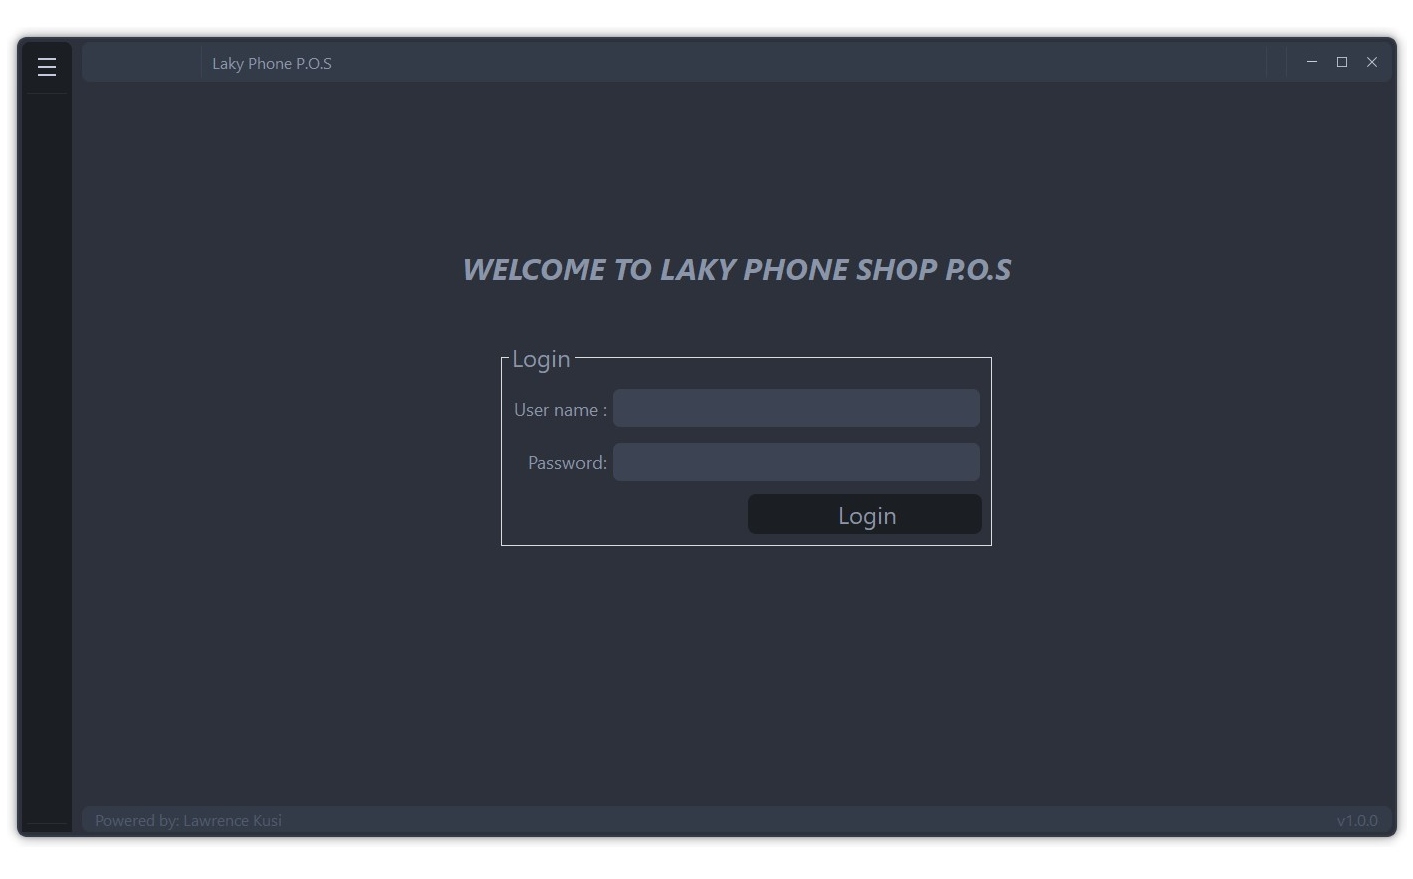 Laky Phone P.O.S
WELCOME TO LAKY PHONE SHOP P.O.S
Login
User name :
Password:
Login
Powered by: Lawrence Kusi
v1.0.0